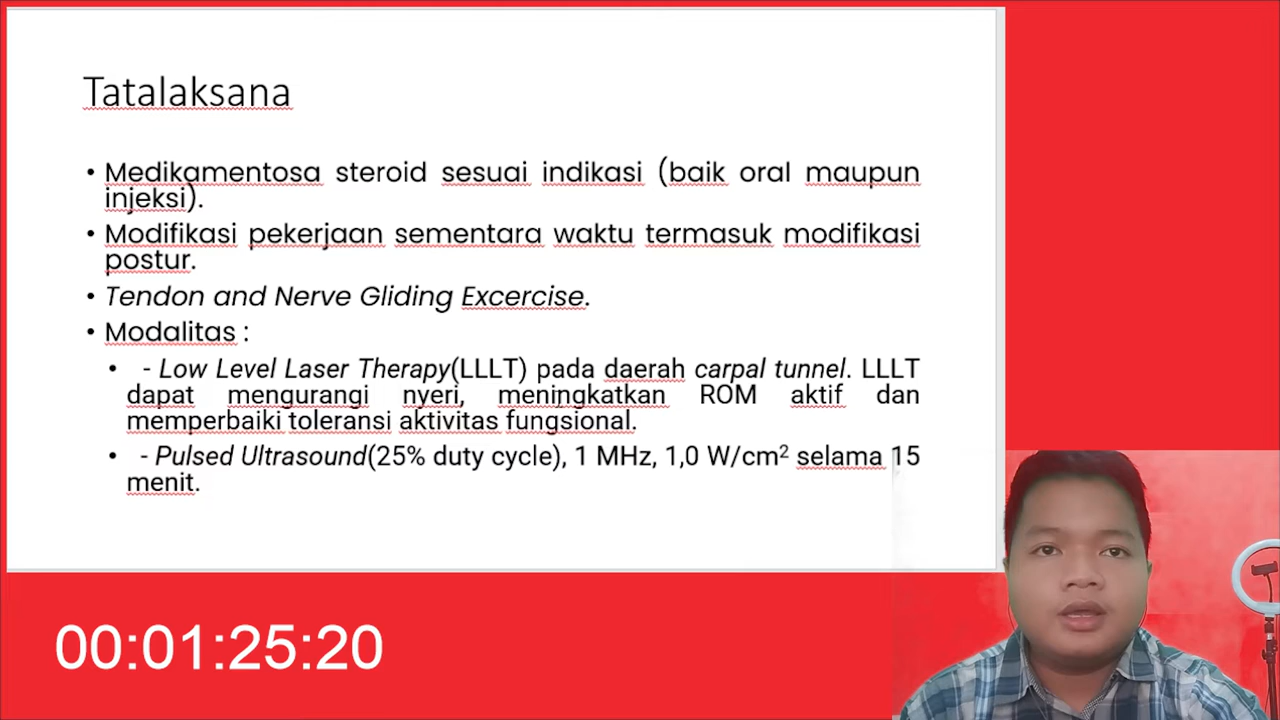 Tatalaksana
• Medikamentosa steroid sesuai indikasi (baik oral maupun
injeksi).
• Modifikasi pekerjaan sementara waktu termasuk modifikasi
postur.
• Tendon and Nerve Gliding Excercise.
• Modalitas :
• - Low Level Laser Therapy(LLLT) pada daerah carpal tunnel. LLLT
dapat mengurangi nyeri, meningkatkan ROM aktif dan
memperbaiki toleransi aktivitas fungsional.
• - Pulsed Ultrasound(25% duty cycle), 1 MHz, 1,0 W/cm² selama 15
menit.
00:01:25:20